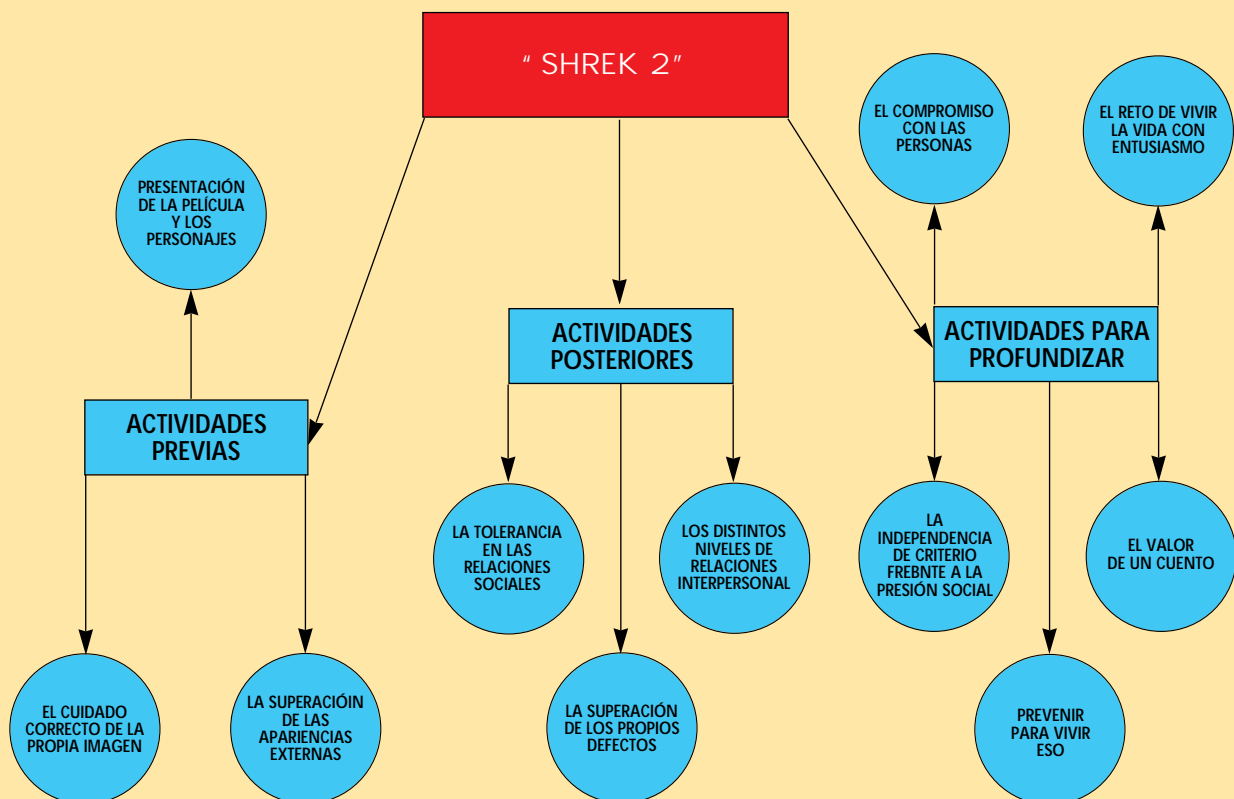 “ SHREK 2”
PRESENTACIÓN
DE LA PELÍCULA
Y LOS
PERSONAJES
ACTIVIDADES
PREVIAS
EL CUIDADO
CORRECTO DE LA
PROPIA IMAGEN
LA SUPERACIÓIN
DE LAS
APARIENCIAS
EXTERNAS
ACTIVIDADES
POSTERIORES
LA TOLERANCIA
EN LAS
RELACIONES
SOCIALES
LA SUPERACIÓN
DE LOS PROPIOS
DEFECTOS
LOS DISTINTOS
NIVELES DE
RELACIONES
INTERPERSONAL
EL COMPROMISO
CON LAS
PERSONAS
EL RETO DE VIVIR
LA VIDA CON
ENTUSIASMO
ACTIVIDADES PARA
PROFUNDIZAR
LA
INDEPENDENCIA
DE CRITERIO
FREBNTE A LA
PRESIÓN SOCIAL
PREVENIR
PARA VIVIR
ESO
EL VALOR
DE UN CUENTO